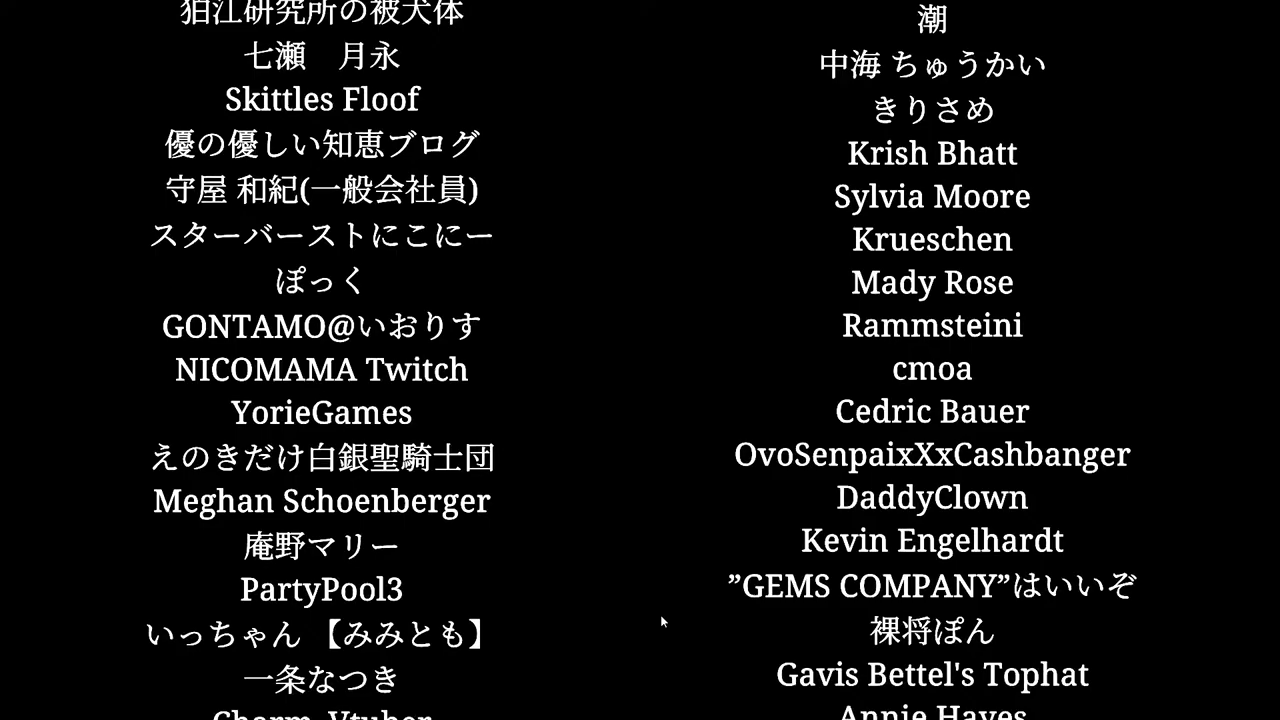 狛江研究所の被犬体
七瀬　月永
Skittles Floof
優の優しい知恵ブログ
守屋 和紀(一般会社員)
スターバーストにこにー
ぽっく
GONTAMO@いおりす
NICOMAMA Twitch
YorieGames
えのきだけ白銀聖騎士団
Meghan Schoenberger
庵野マリー
PartyPool3
いっちゃん 【みみとも】
一条なつき
Charm_Vtuber
潮
中海 ちゅうかい
きりさめ
Krish Bhatt
Sylvia Moore
Krueschen
Mady Rose
Rammsteini
cmoa
Cedric Bauer
OvoSenpaixXxCashbanger
DaddyClown
Kevin Engelhardt
”GEMS COMPANY”はいいぞ
裸将ぽん
Gavis Bettel's Tophat
Annie Hayes